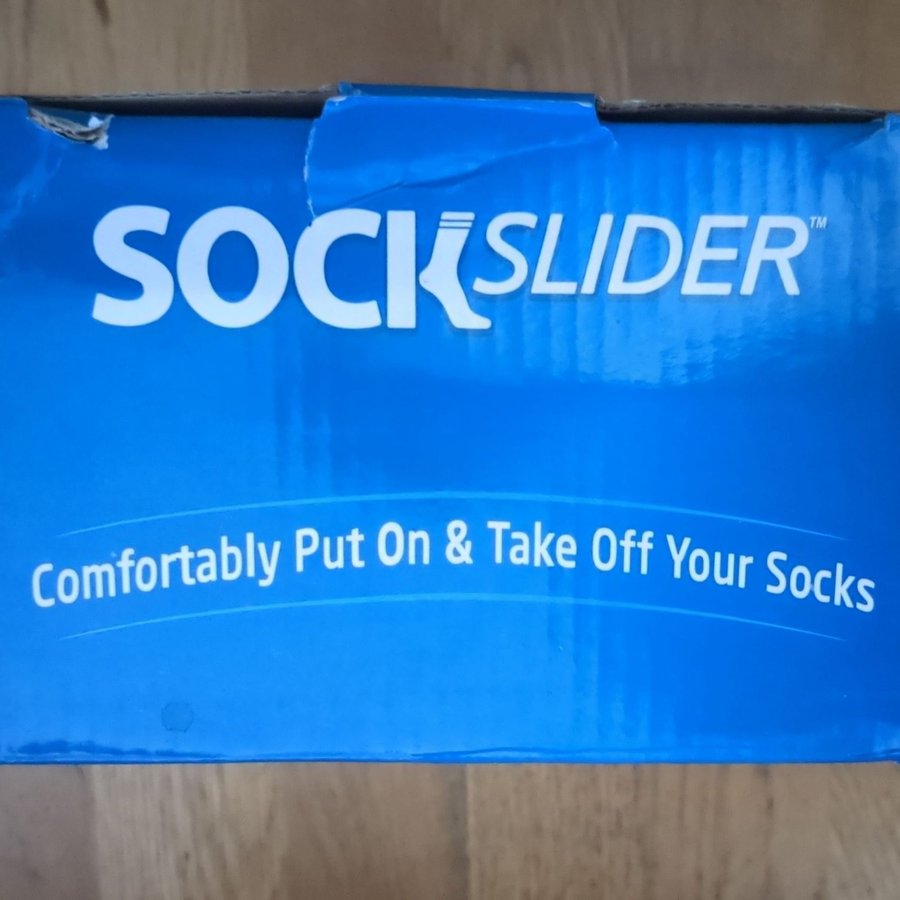 SOCKSLIDER™
Comfortably Put On & Take Off Your Socks